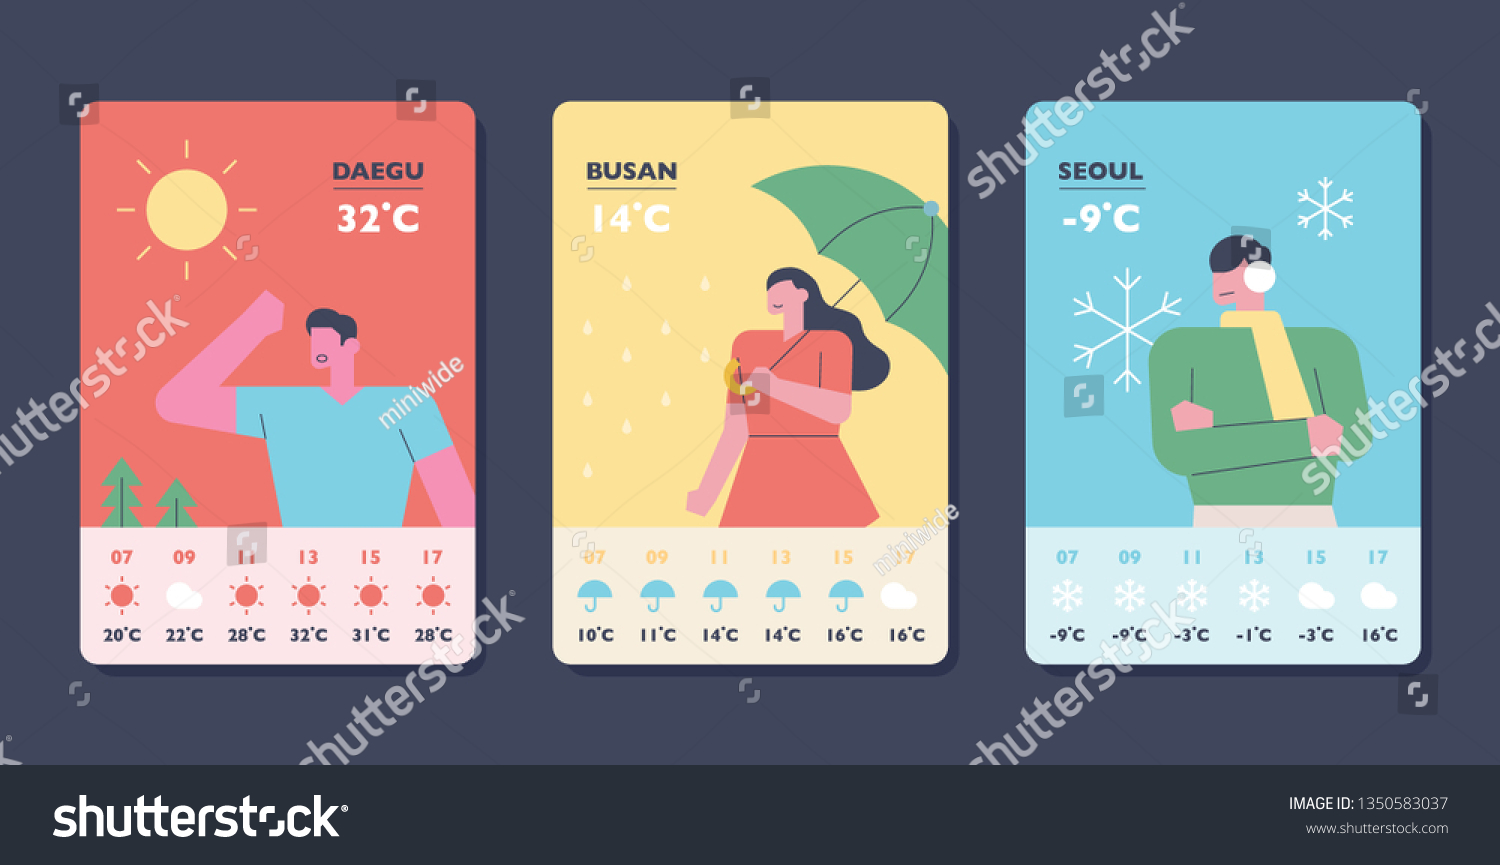 DAEGU
32°C
07 09 11 13 15 17
20°C 22°C 28°C 32°C 31°C 28°C
BUSAN
14°C
07 09 11 13 15 17
10°C 11°C 14°C 14°C 16°C 16°C
SEOUL
-9°C
07 09 11 13 15 17
-9°C -9°C -3°C -1°C -3°C 16°C
shutterstock
shutterstock
shutterstock
shutterstock
shutterstock
miniwide
miniwide
shutterstock®
IMAGE ID: 1350583037
www.shutterstock.com